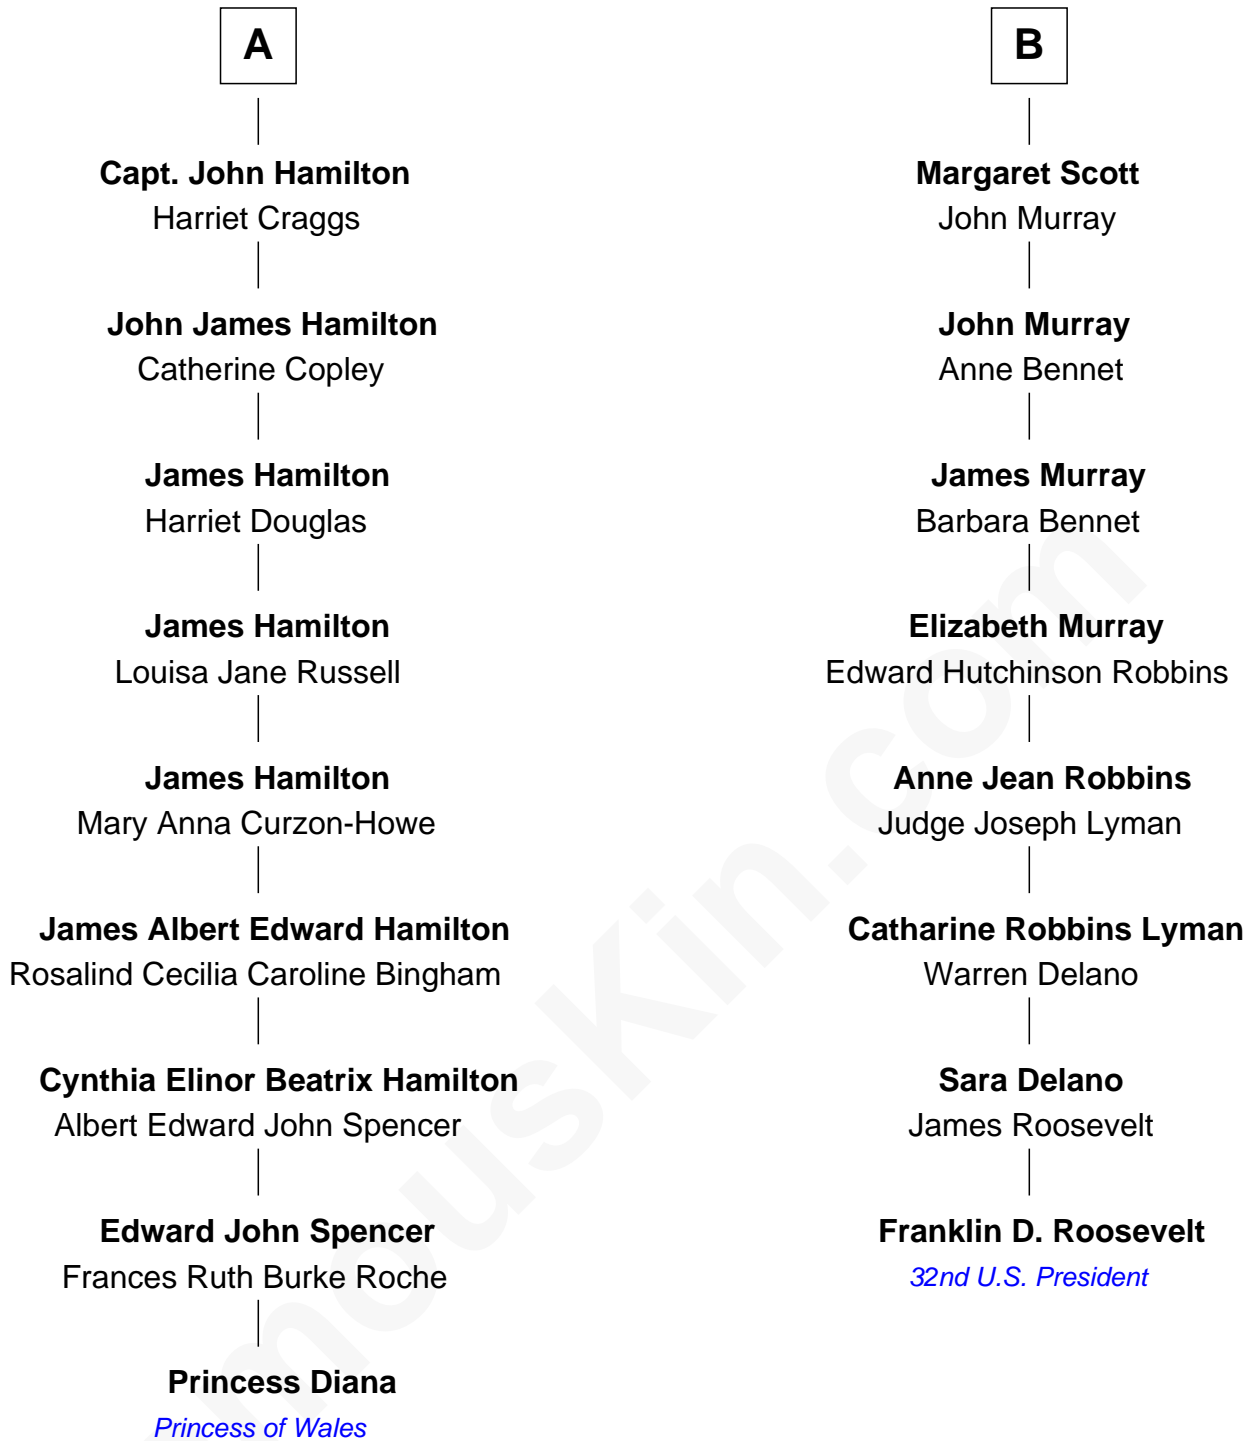 A
Capt. John Hamilton
Harriet Craggs
John James Hamilton
Catherine Copley
James Hamilton
Harriet Douglas
James Hamilton
Louisa Jane Russell
James Hamilton
Mary Anna Curzon-Howe
James Albert Edward Hamilton
Rosalind Cecilia Caroline Bingham
Cynthia Elinor Beatrix Hamilton
Albert Edward John Spencer
Edward John Spencer
Frances Ruth Burke Roche
Princess Diana
Princess of Wales
B
Margaret Scott
John Murray
John Murray
Anne Bennet
James Murray
Barbara Bennet
Elizabeth Murray
Edward Hutchinson Robbins
Anne Jean Robbins
Judge Joseph Lyman
Catharine Robbins Lyman
Warren Delano
Sara Delano
James Roosevelt
Franklin D. Roosevelt
32nd U.S. President
mouskin.com